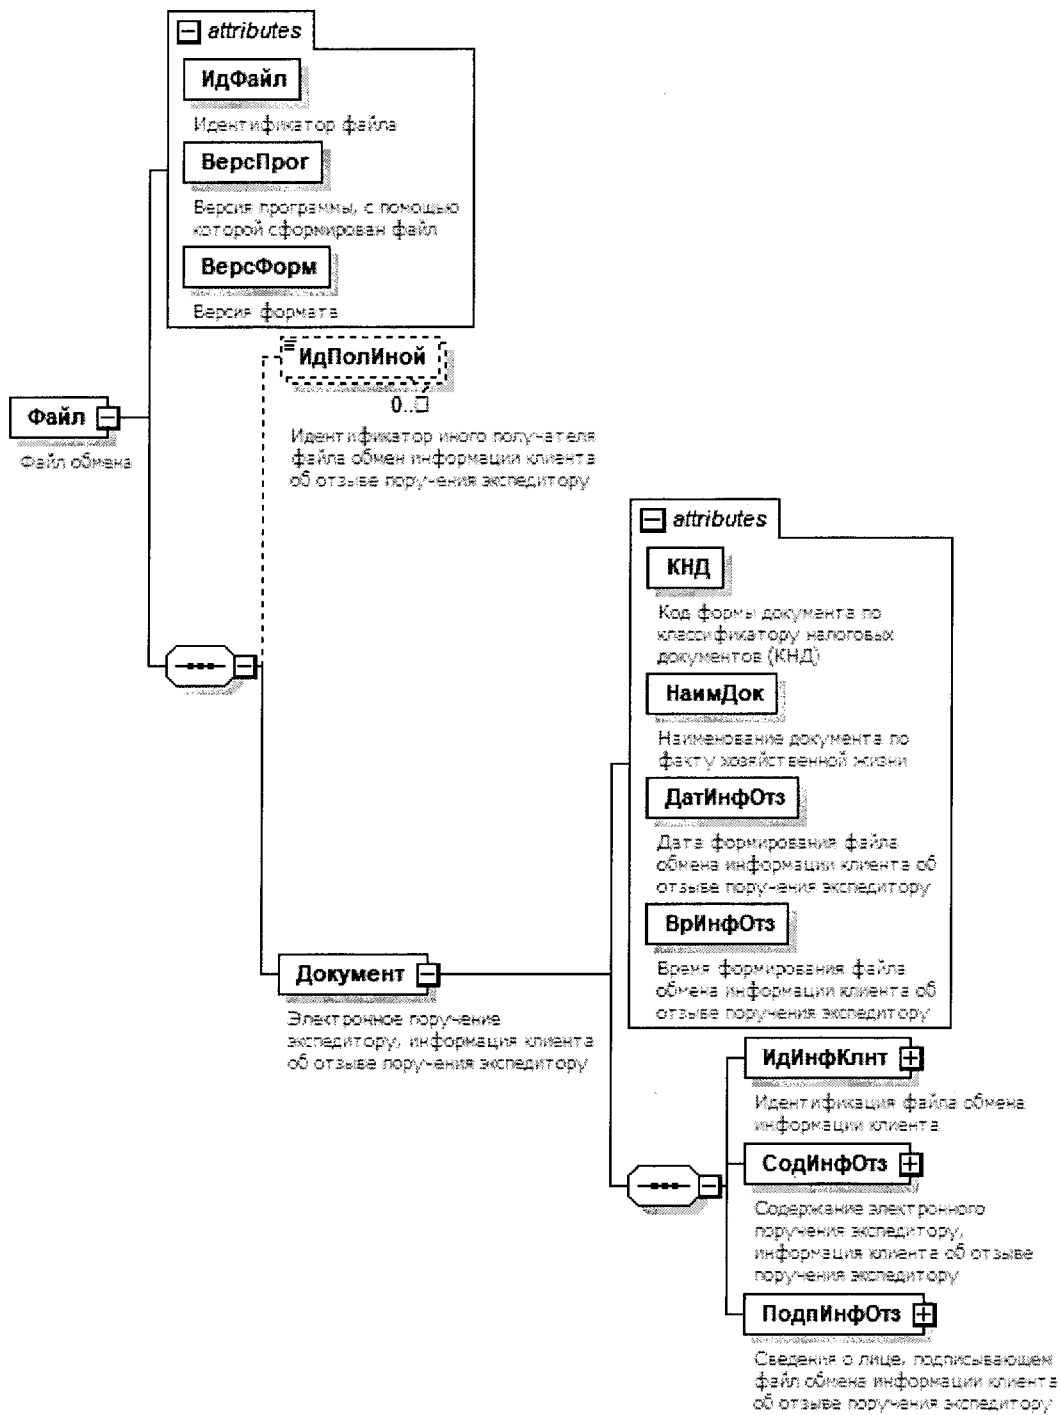 attributes
ИдФайл
Идентификатор файла
ВерсПрог
Версия программы, с помощью
которой сформирован файл
ВерсФорм
Версия формата
ИдПолИной
0..
Идентификатор иного получателя
файла обмен информации клиента
об отзыве поручения экспедитору
Файл
Файл обмена
attributes
КНД
Код формы документа по
классификатору налоговых
документов (КНД)
НаимДок
Наименование документа по
факту хозяйственной жизни
ДатИнфОтз
Дата формирования файла
обмена информации клиента об
отзыве поручения экспедитору
ВрИнфОтз
Время формирования файла
обмена информации клиента об
отзыве поручения экспедитору
Документ
Электронное поручение
экспедитору, информация клиента
об отзыве поручения экспедитору
ИдИнфКлнт
Идентификация файла обмена
информации клиента
СодИнфОтз
Содержание электронного
поручения экспедитору,
информация клиента об отзыве
поручения экспедитору
ПодпИнфОтз
Сведения о лице, подписывающем
файл обмена информации клиента
об отзыве поручения экспедитору